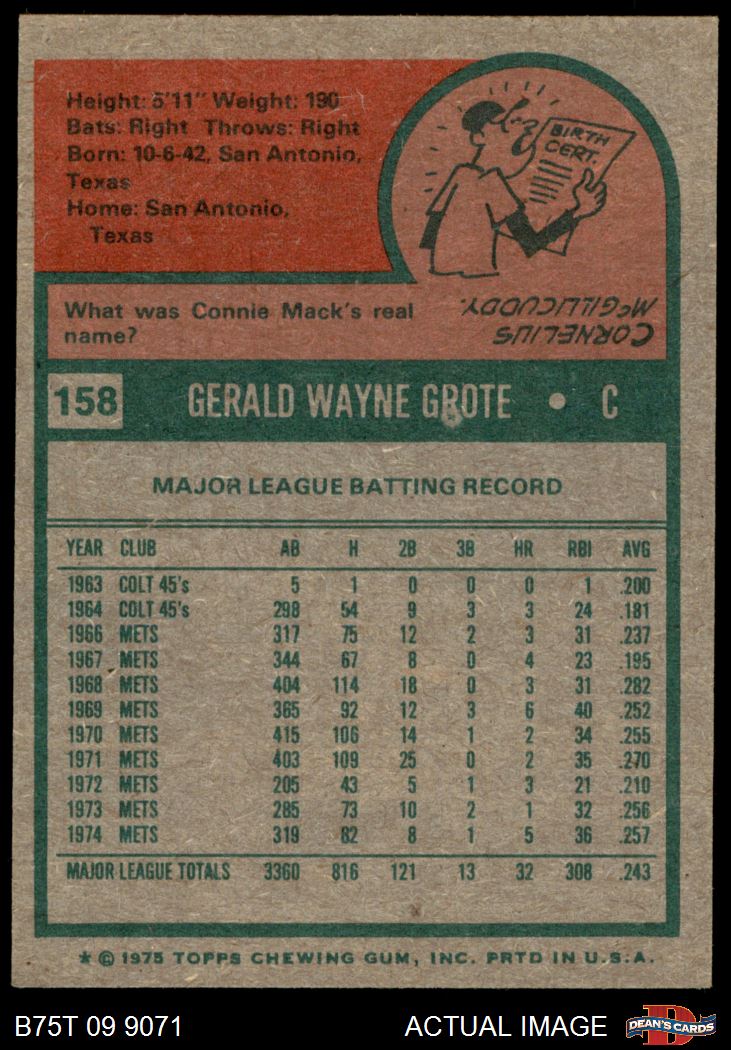 Height: 5'11" Weight: 190
Bats: Right Throws: Right
Born: 10-6-42, San Antonio,
Texas
Home: San Antonio,
Texas
BIRTH
CERT.
What was Connie Mack's real
name?
CORNELIUS
McGILLICUDDY.
158 GERALD WAYNE GROTE • C
MAJOR LEAGUE BATTING RECORD
YEAR CLUB AB H 2B 3B HR RBI AVG
1963 COLT 45's 5 1 0 0 0 1 .200
1964 COLT 45's 298 54 9 3 3 24 .181
1966 METS 317 75 12 2 3 31 .237
1967 METS 344 67 8 0 4 23 .195
1968 METS 404 114 18 0 3 31 .282
1969 METS 365 92 12 3 6 40 .252
1970 METS 415 106 14 1 2 34 .255
1971 METS 403 109 25 0 2 35 .270
1972 METS 205 43 5 1 3 21 .210
1973 METS 285 73 10 2 1 32 .256
1974 METS 319 82 8 1 5 36 .257
MAJOR LEAGUE TOTALS 3360 816 121 13 32 308 .243
* © 1975 TOPPS CHEWING GUM, INC. PRTD IN U.S.A.
B75T 09 9071 ACTUAL IMAGE
D
DEAN'S CARDS